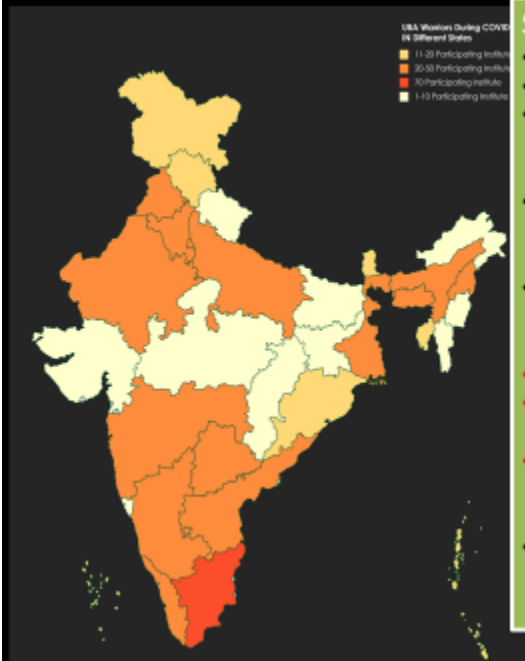 UBA Warriors During COVID
IN Different States
11-20 Participating Institute
20-50 Participating Institute
70 Participating Institute
1-10 Participating Institute
S